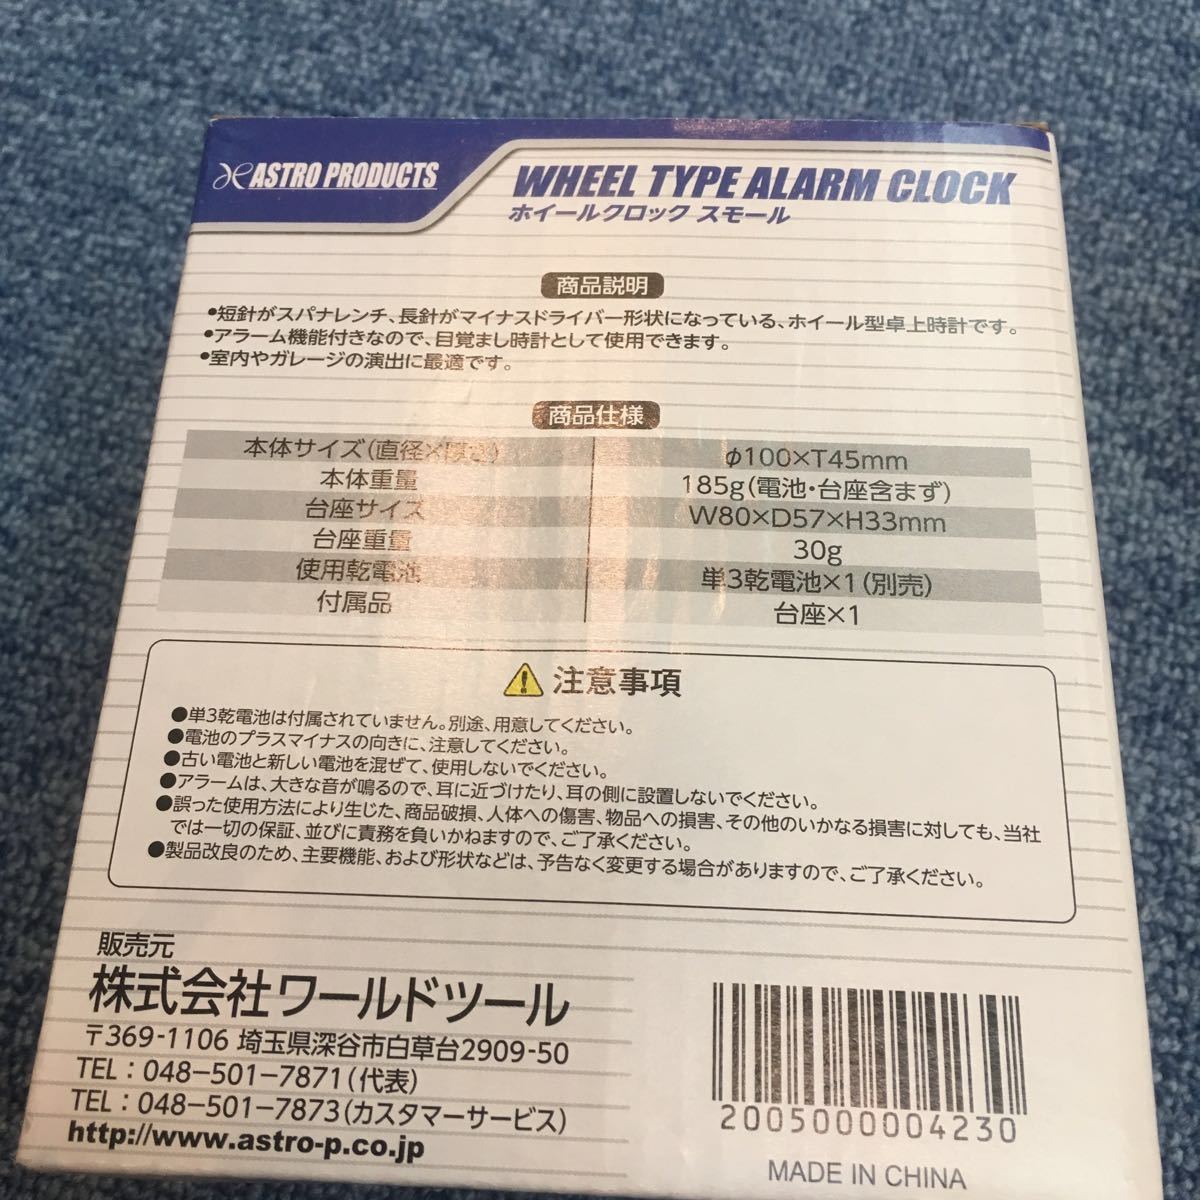 ASTRO PRODUCTS
WHEEL TYPE ALARM CLOCK
ホイールクロック スモール
商品説明
•短針がスパナレンチ、長針がマイナスドライバー形状になっている、ホイール型卓上時計です。
•アラーム機能付きなので、目覚まし時計として使用できます。
•室内やガレージの演出に最適です。
商品仕様
本体サイズ(直径×厚さ) φ100×T45mm
本体重量 185g(電池・台座含まず)
台座サイズ W80×D57×H33mm
台座重量 30g
使用乾電池 単3乾電池×1(別売)
付属品 台座×1
注意事項
●単3乾電池は付属されていません。別途、用意してください。
●電池のプラスマイナスの向きに、注意してください。
●古い電池と新しい電池を混ぜて、使用しないでください。
●アラームは、大きな音が鳴るので、耳に近づけたり、耳の側に設置しないでください。
●誤った使用方法により生じた、商品破損、人体への傷害、物品への損害、その他のいかなる損害に対しても、当社
では一切の保証、並びに責務を負いかねますので、ご了承ください。
●製品改良のため、主要機能、および形状などは、予告なく変更する場合がありますので、ご了承ください。
販売元
株式会社ワールドツール
〒369-1106 埼玉県深谷市白草台2909-50
TEL：048-501-7871(代表)
TEL：048-501-7873(カスタマーサービス)
http://www.astro-p.co.jp
2005000004230
MADE IN CHINA